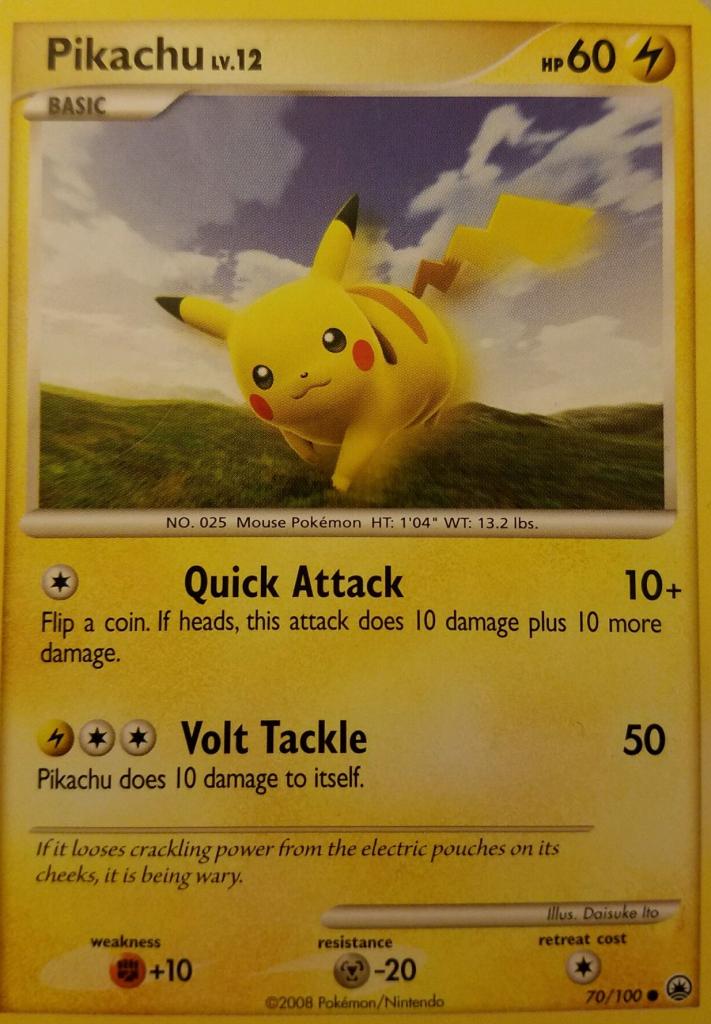 Pikachu LV.12 HP 60
BASIC
NO. 025 Mouse Pokémon HT: 1'04" WT: 13.2 lbs.
Quick Attack 10+
Flip a coin. If heads, this attack does 10 damage plus 10 more
damage.
Volt Tackle 50
Pikachu does 10 damage to itself.
If it looses crackling power from the electric pouches on its
cheeks, it is being wary.
Illus. Daisuke Ito
weakness resistance retreat cost
+10 -20
70/100
©2008 Pokémon/Nintendo